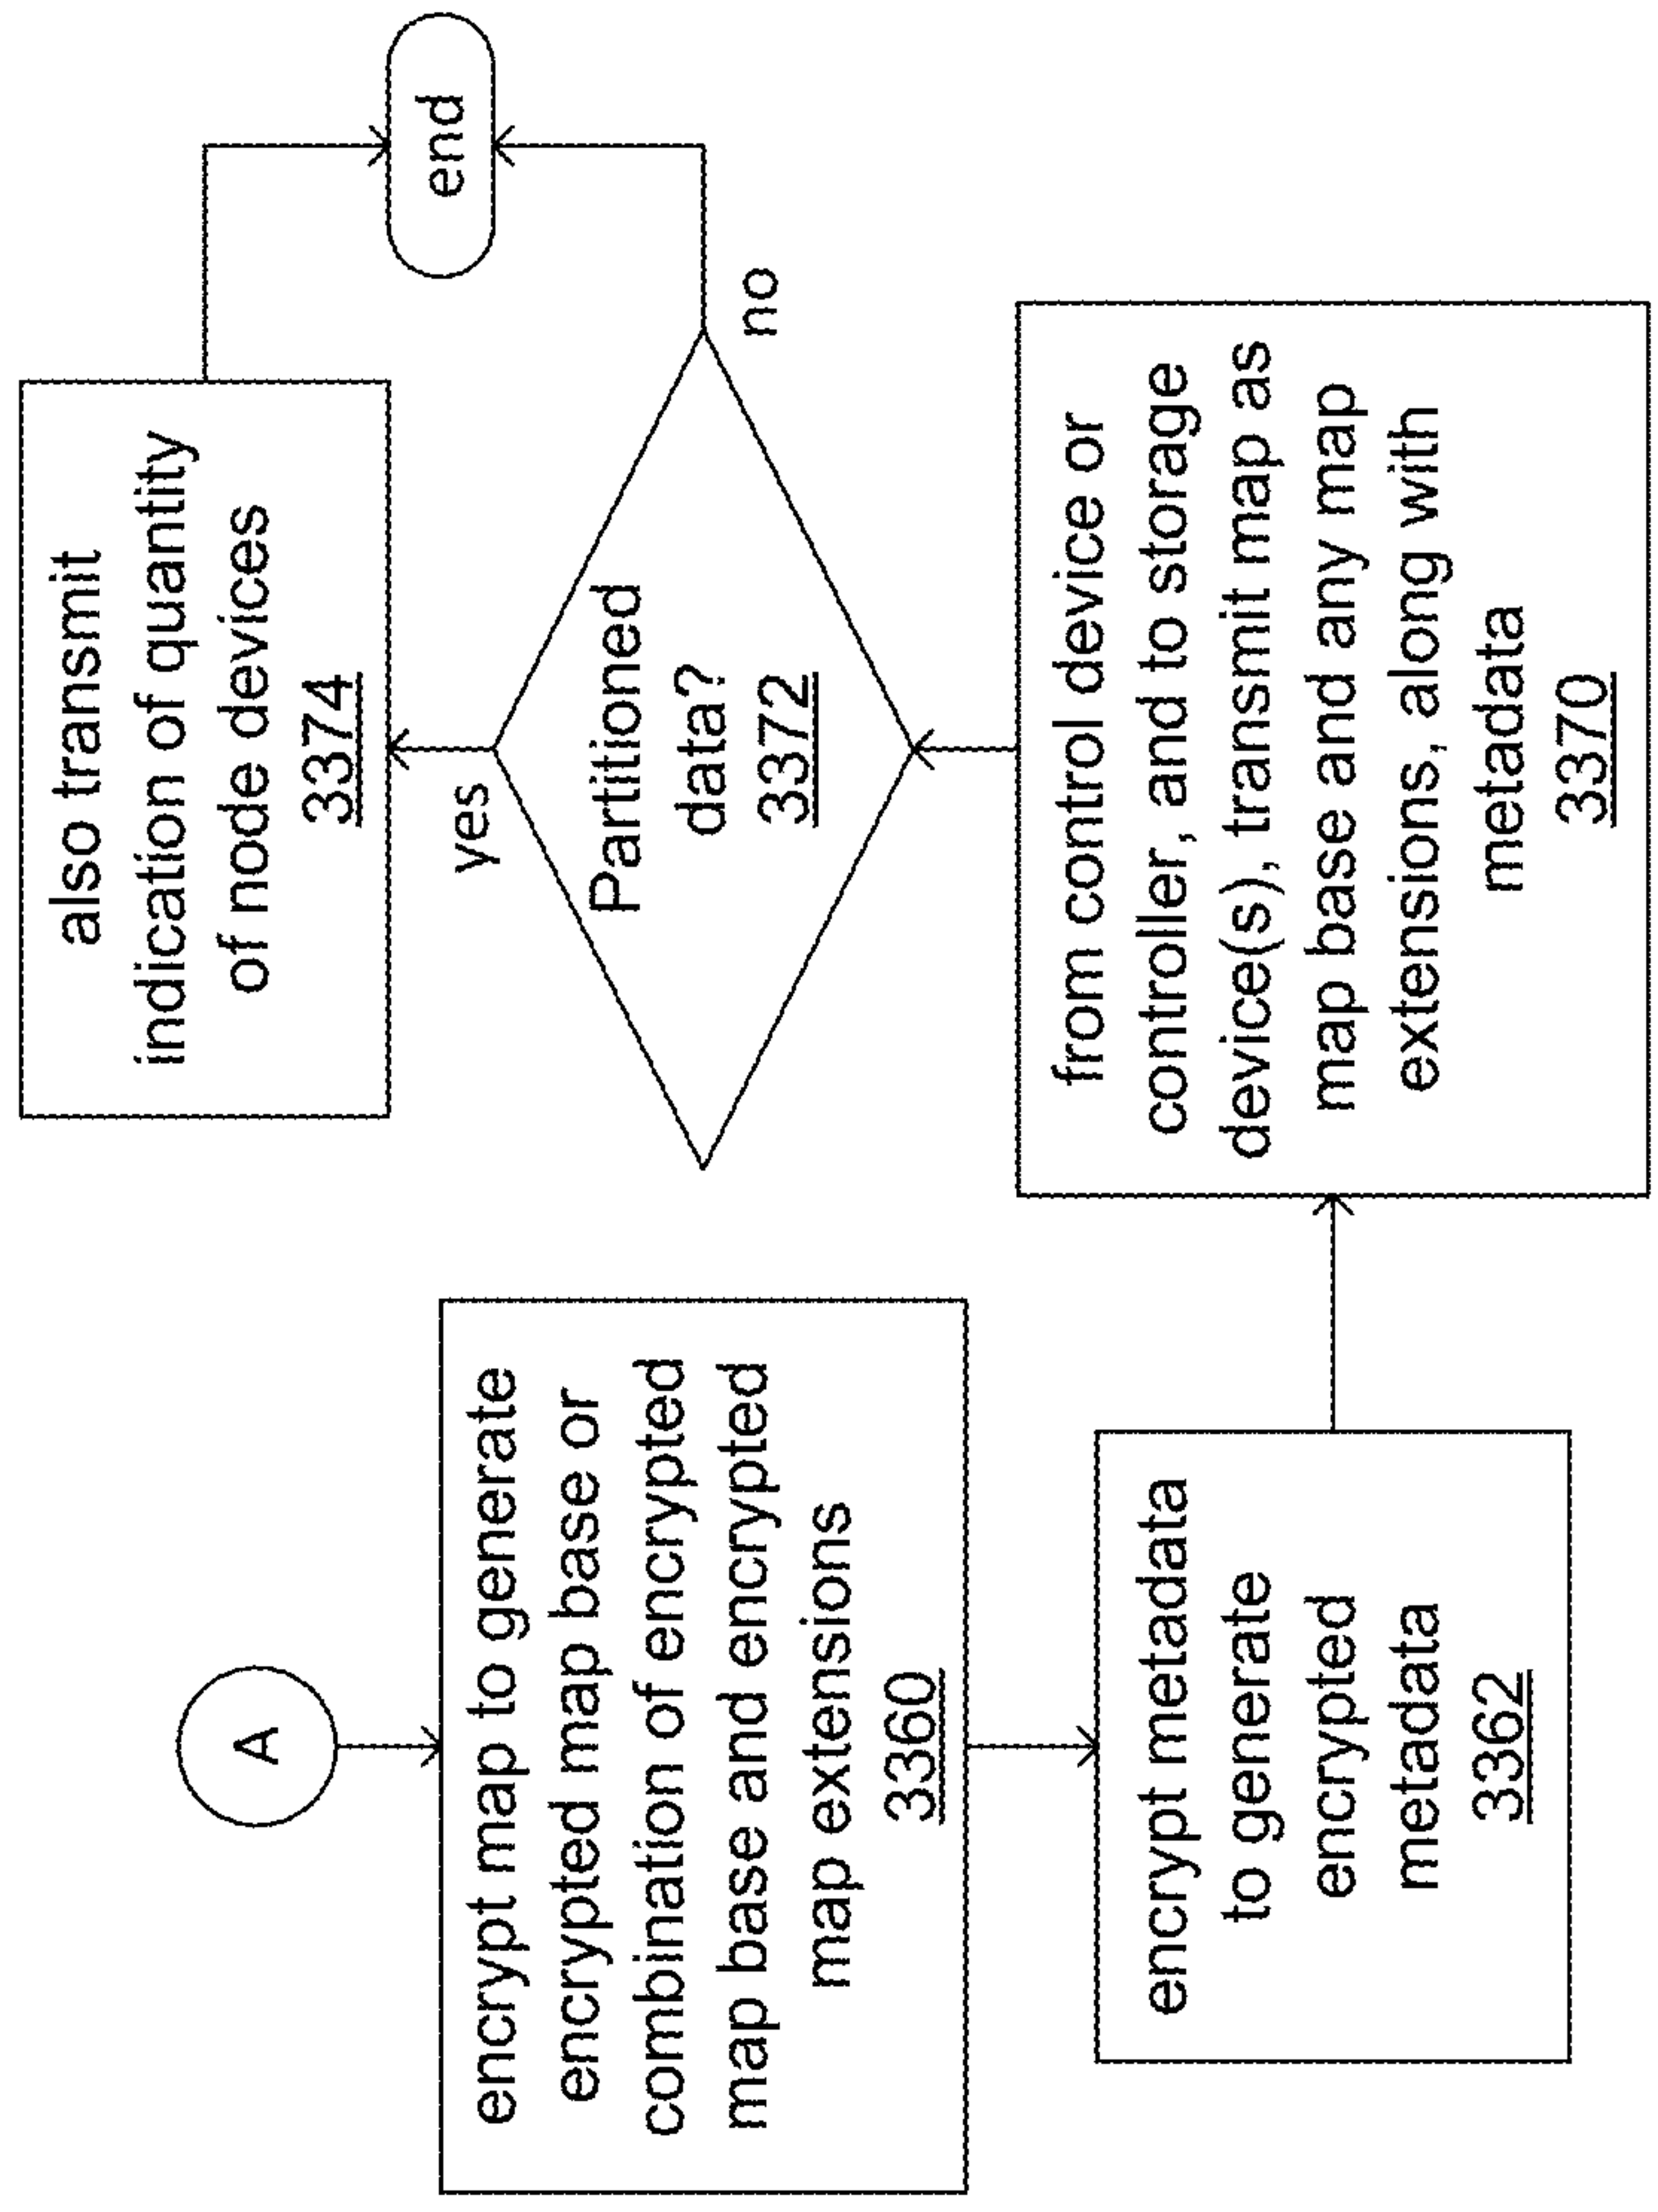 A
encrypt map to generate
encrypted map base or
combination of encrypted
map base and encrypted
map extensions
3360
encrypt metadata
to generate
encrypted
metadata
3362
from control device or
controller, and to storage
device(s), transmit map as
map base and any map
extensions, along with
metadata
3370
Partitioned
data?
3372
yes
no
also transmit
indication of quantity
of node devices
3374
end